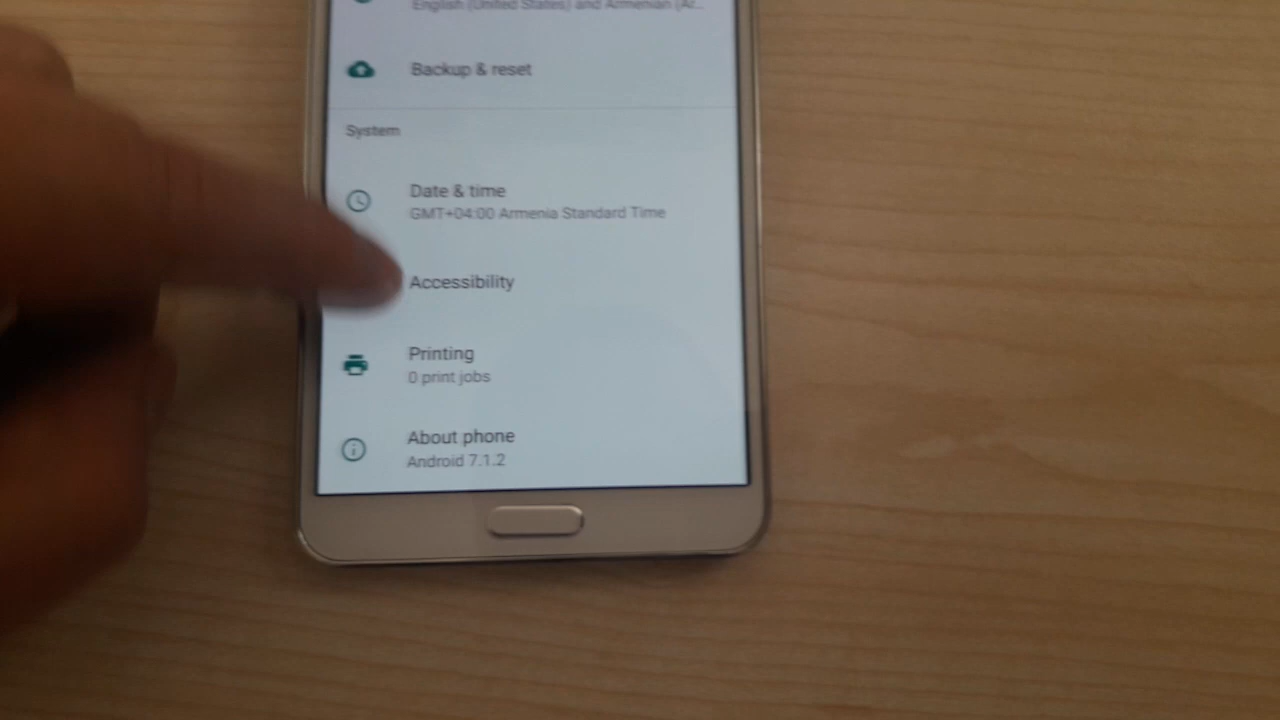 English (United States) and Armenian (Ar...
Backup & reset
System
Date & time
GMT+04:00 Armenia Standard Time
Accessibility
Printing
0 print jobs
About phone
Android 7.1.2